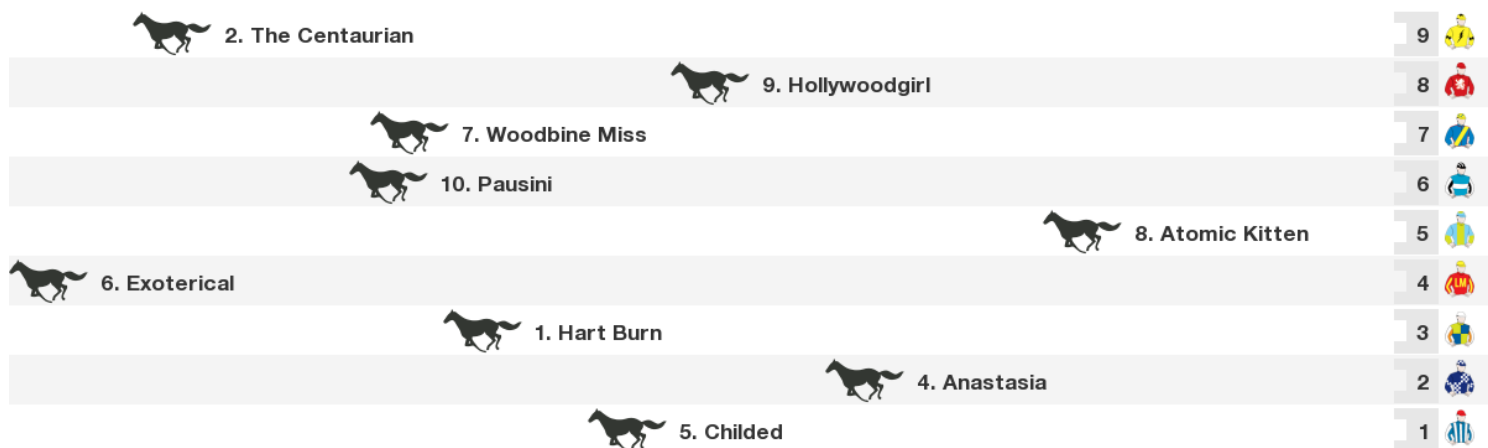 2. The Centaurian 9
9. Hollywoodgirl 8
7. Woodbine Miss 7
10. Pausini 6
8. Atomic Kitten 5
6. Exoterical 4 LM
1. Hart Burn 3
4. Anastasia 2
5. Childed 1